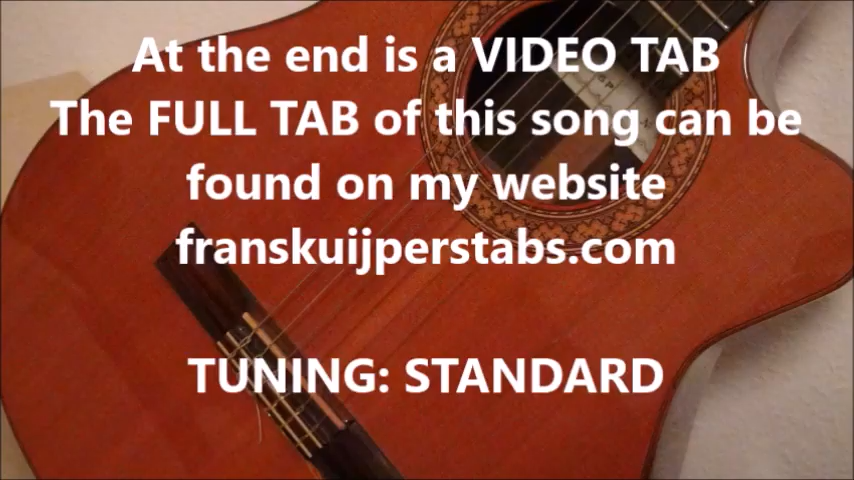 At the end is a VIDEO TAB
The FULL TAB of this song can be
found on my website
franskuijperstabs.com
TUNING: STANDARD